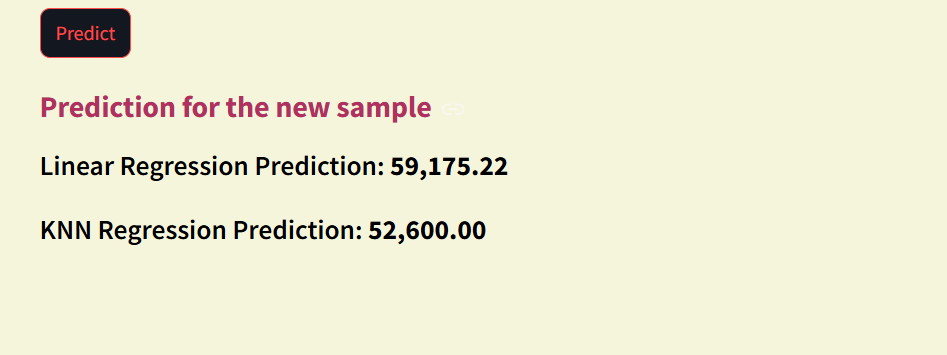 Predict
Prediction for the new sample
Linear Regression Prediction: 59,175.22
KNN Regression Prediction: 52,600.00